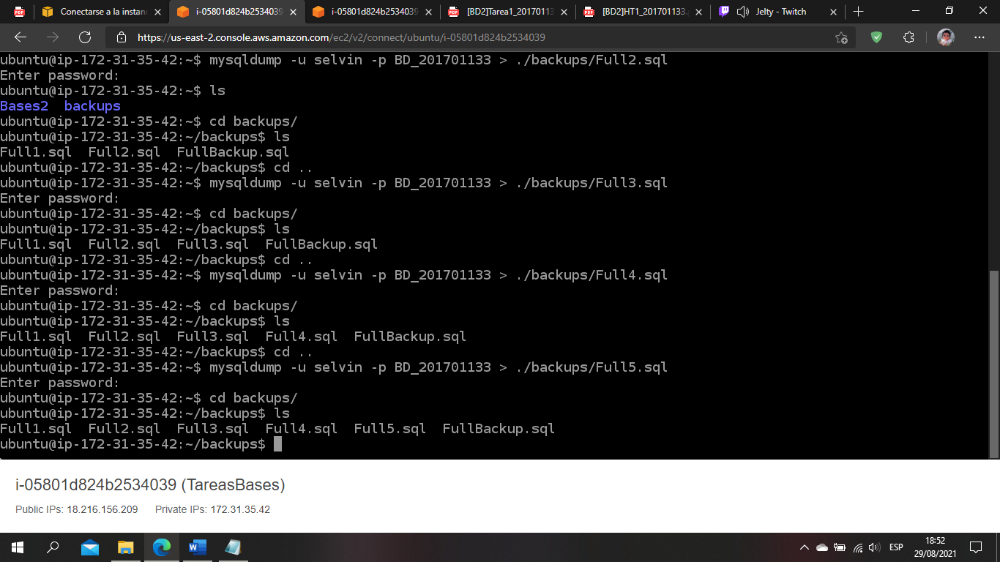 Conectarse a la instan
i-05801d824b2534039
i-05801d824b2534039
[BD2]Tarea1_20170113
[BD2]HT1_201701133.
Jelty - Twitch
https://us-east-2.console.aws.amazon.com/ec2/v2/connect/ubuntu/i-05801d824b2534039
ubuntu@ip-172-31-35-42:~$ mysqldump -u selvin -p BD_201701133 > ./backups/Full2.sql
Enter password:
ubuntu@ip-172-31-35-42:~$ ls
Bases2  backups
ubuntu@ip-172-31-35-42:~$ cd backups/
ubuntu@ip-172-31-35-42:~/backups$ ls
Full1.sql  Full2.sql  FullBackup.sql
ubuntu@ip-172-31-35-42:~/backups$ cd ..
ubuntu@ip-172-31-35-42:~$ mysqldump -u selvin -p BD_201701133 > ./backups/Full3.sql
Enter password:
ubuntu@ip-172-31-35-42:~$ cd backups/
ubuntu@ip-172-31-35-42:~/backups$ ls
Full1.sql  Full2.sql  Full3.sql  FullBackup.sql
ubuntu@ip-172-31-35-42:~/backups$ cd ..
ubuntu@ip-172-31-35-42:~$ mysqldump -u selvin -p BD_201701133 > ./backups/Full4.sql
Enter password:
ubuntu@ip-172-31-35-42:~$ cd backups/
ubuntu@ip-172-31-35-42:~/backups$ ls
Full1.sql  Full2.sql  Full3.sql  Full4.sql  FullBackup.sql
ubuntu@ip-172-31-35-42:~/backups$ cd ..
ubuntu@ip-172-31-35-42:~$ mysqldump -u selvin -p BD_201701133 > ./backups/Full5.sql
Enter password:
ubuntu@ip-172-31-35-42:~$ cd backups/
ubuntu@ip-172-31-35-42:~/backups$ ls
Full1.sql  Full2.sql  Full3.sql  Full4.sql  Full5.sql  FullBackup.sql
ubuntu@ip-172-31-35-42:~/backups$
i-05801d824b2534039 (TareasBases)
Public IPs: 18.216.156.209 Private IPs: 172.31.35.42
ESP
18:52
29/08/2021